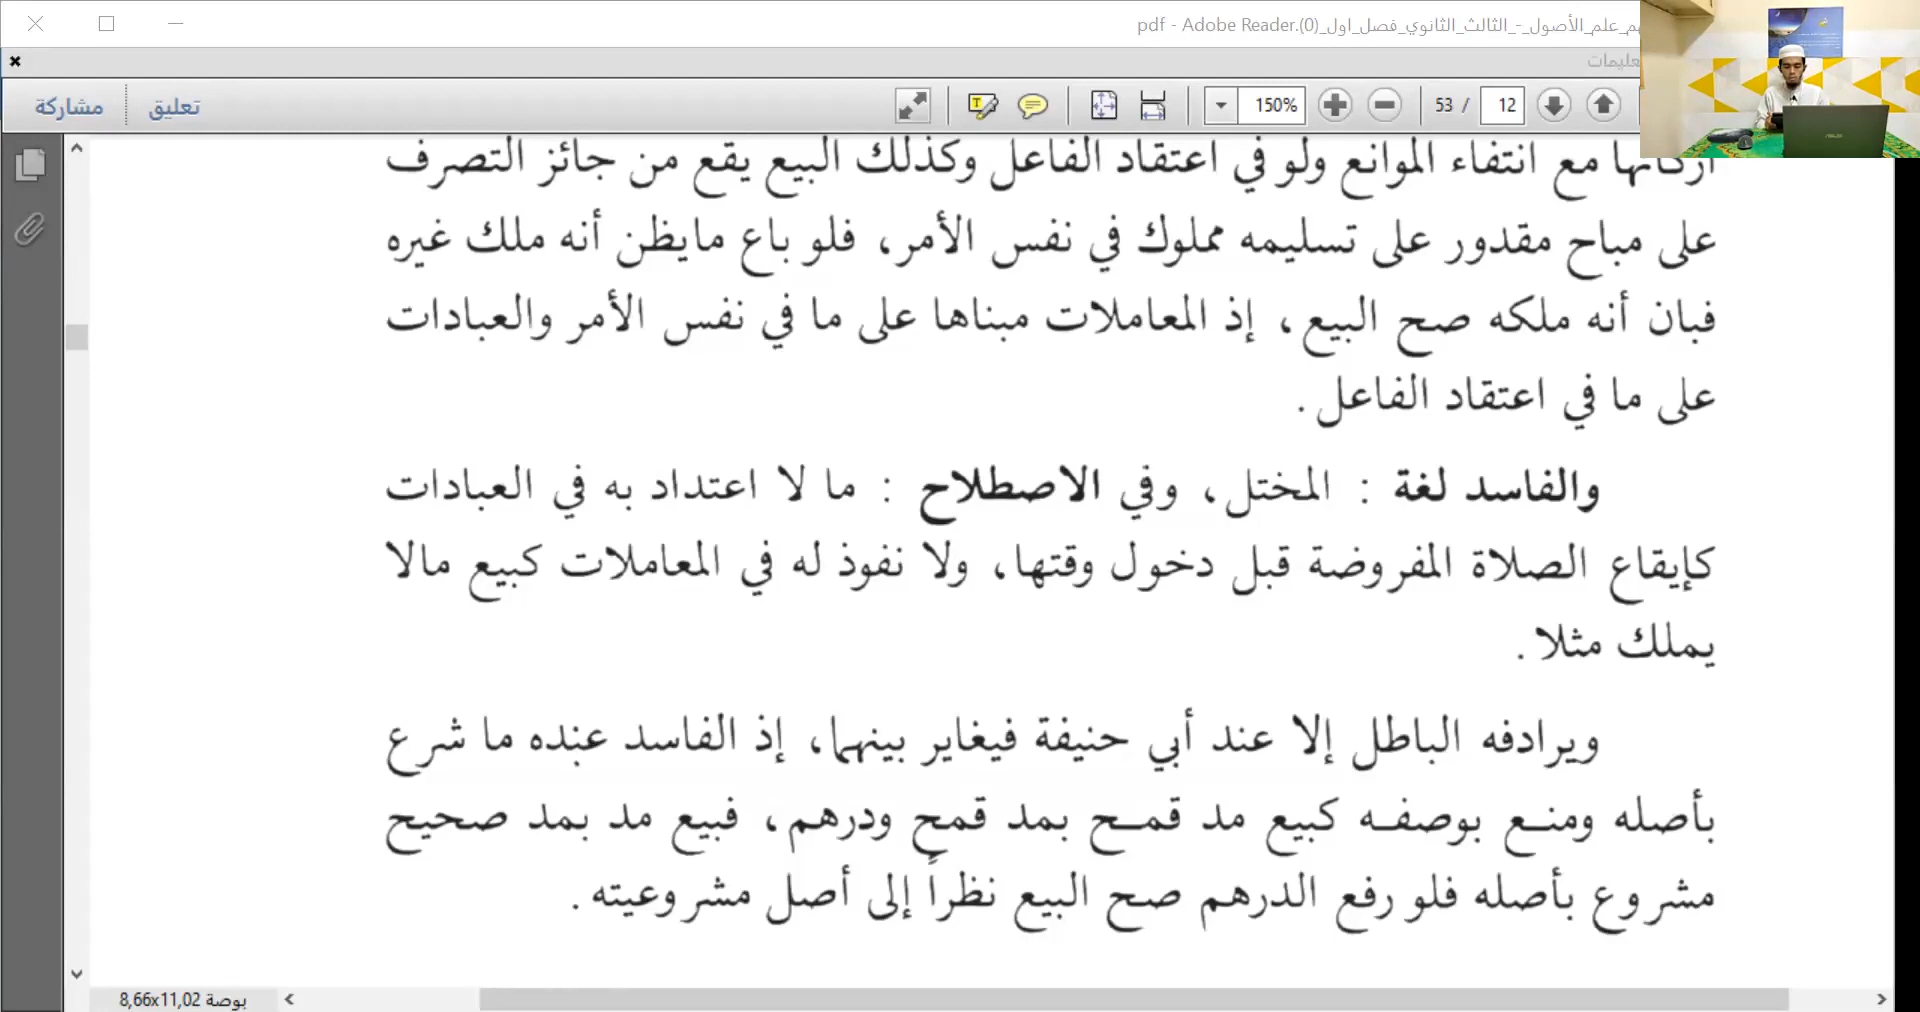 م_علم_الأصول_-_الثالث_الثانوي_فصل_اول_(0).pdf - Adobe Reader
تعليمات
12 / 53 150% تعليق مشاركة
أركانها مع انتفاء الموانع ولو في اعتقاد الفاعل وكذلك البيع يقع من جائز التصرف
على مباح مقدور على تسليمه مملوك في نفس الأمر، فلو باع مايظن أنه ملك غيره
فبان أنه ملكه صح البيع، إذ المعاملات مبناها على ما في نفس الأمر والعبادات
على ما في اعتقاد الفاعل.
والفاسد لغة : المختل، وفي الاصطلاح : ما لا اعتداد به في العبادات
كإيقاع الصلاة المفروضة قبل دخول وقتها، ولا نفوذ له في المعاملات كبيع مالا
يملك مثلا.
ويرادفه الباطل إلا عند أبي حنيفة فيغاير بينهما، إذ الفاسد عنده ما شرع
بأصله ومنع بوصفه كبيع مد قمح بمد قمح ودرهم، فبيع مد بمد صحيح
مشروع بأصله فلو رفع الدرهم صح البيع نظراً إلى أصل مشروعيته.
8,66x11,02 بوصة